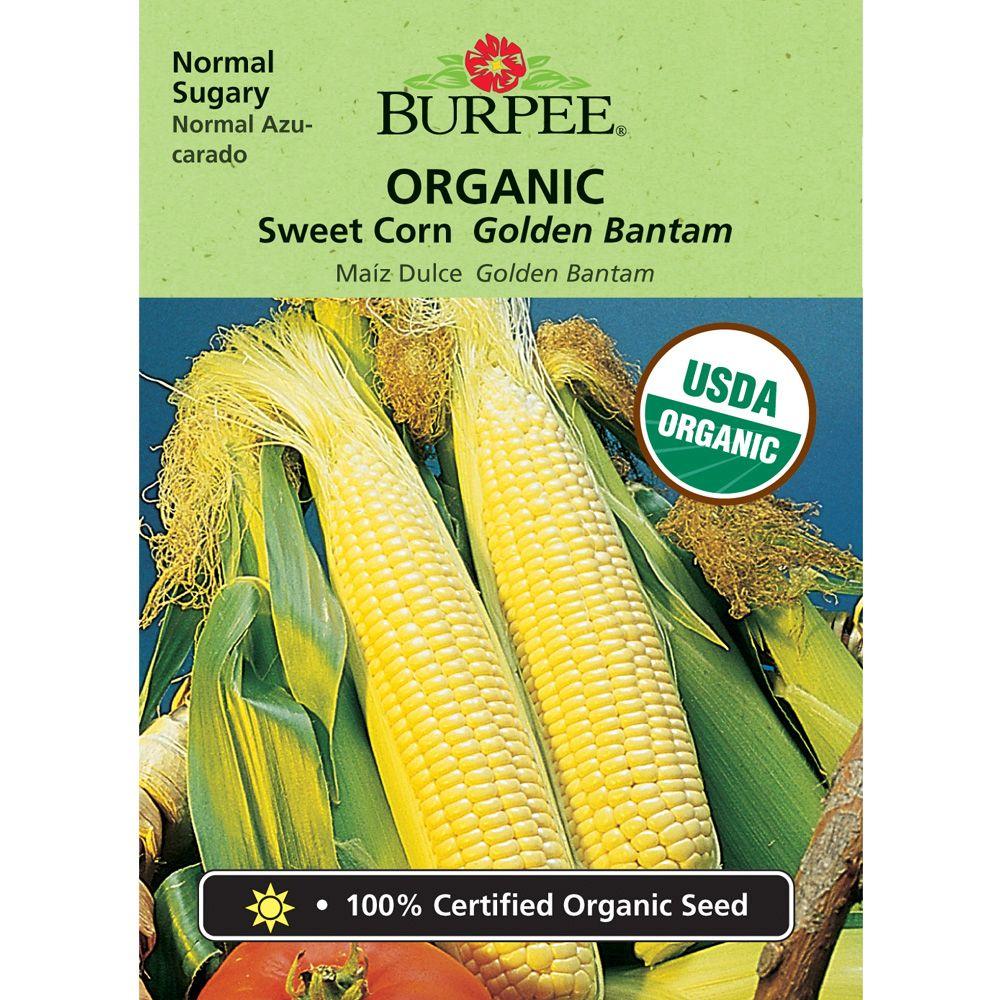 Normal
Sugary
Normal Azu-
carado
BURPEE®
ORGANIC
Sweet Corn Golden Bantam
Maíz Dulce Golden Bantam
USDA
ORGANIC
• 100% Certified Organic Seed